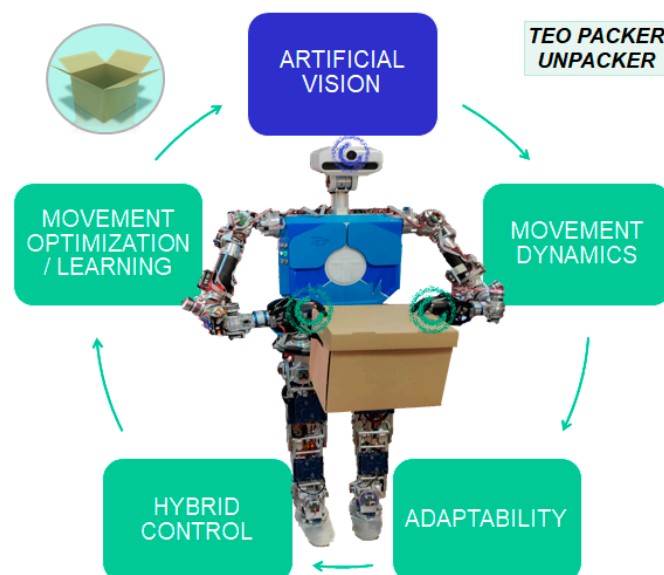 TEO PACKER
UNPACKER
ARTIFICIAL
VISION
MOVEMENT
OPTIMIZATION
/ LEARNING
MOVEMENT
DYNAMICS
HYBRID
CONTROL
ADAPTABILITY